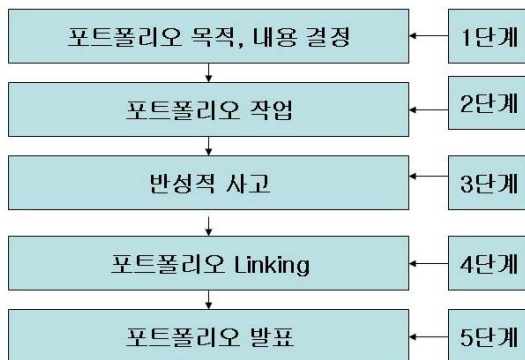 포트폴리오 목적, 내용 결정 1단계
포트폴리오 작업 2단계
반성적 사고 3단계
포트폴리오 Linking 4단계
포트폴리오 발표 5단계